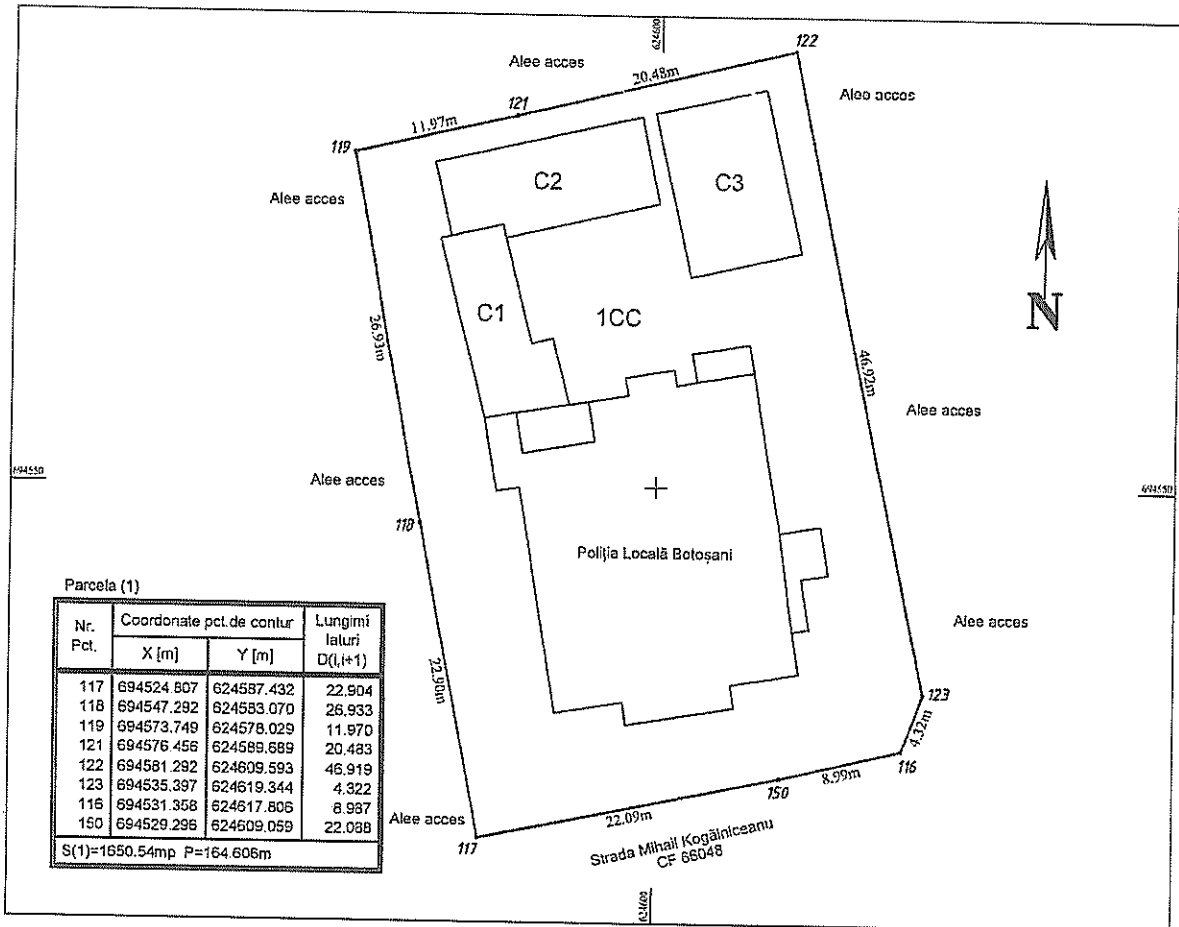 624600
122
Alee acces
20.48m
Alee acces
121
11.97m
119
C2
C3
Alee acces
C1
1CC
N
26.93m
46.92m
Alee acces
694550
694550
Alee acces
118
Poliția Locală Botoșani
Parcela (1)
Nr. Pct. Coordonate pct.de contur Lungimi laturi D(i,i+1)
X [m] Y [m]
117 694524.807 624587.432 22.904
118 694547.292 624583.070 26.933
119 694573.749 624578.029 11.970
121 694576.456 624589.689 20.483
122 694581.292 624609.593 46.919
123 694535.397 624619.344 4.322
116 694531.358 624617.806 8.987
150 694529.296 624609.059 22.088
S(1)=1650.54mp P=164.606m
Alee acces
22.90m
123
4.32m
116
8.99m
150
22.09m
Alee acces
117
Strada Mihail Kogălniceanu
CF 66048
624600